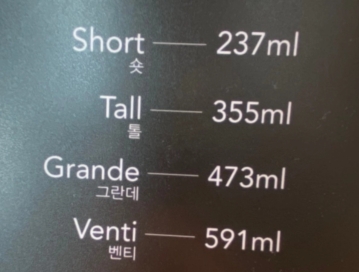 Short — 237ml
숏
Tall — 355ml
톨
Grande — 473ml
그란데
Venti — 591ml
벤티